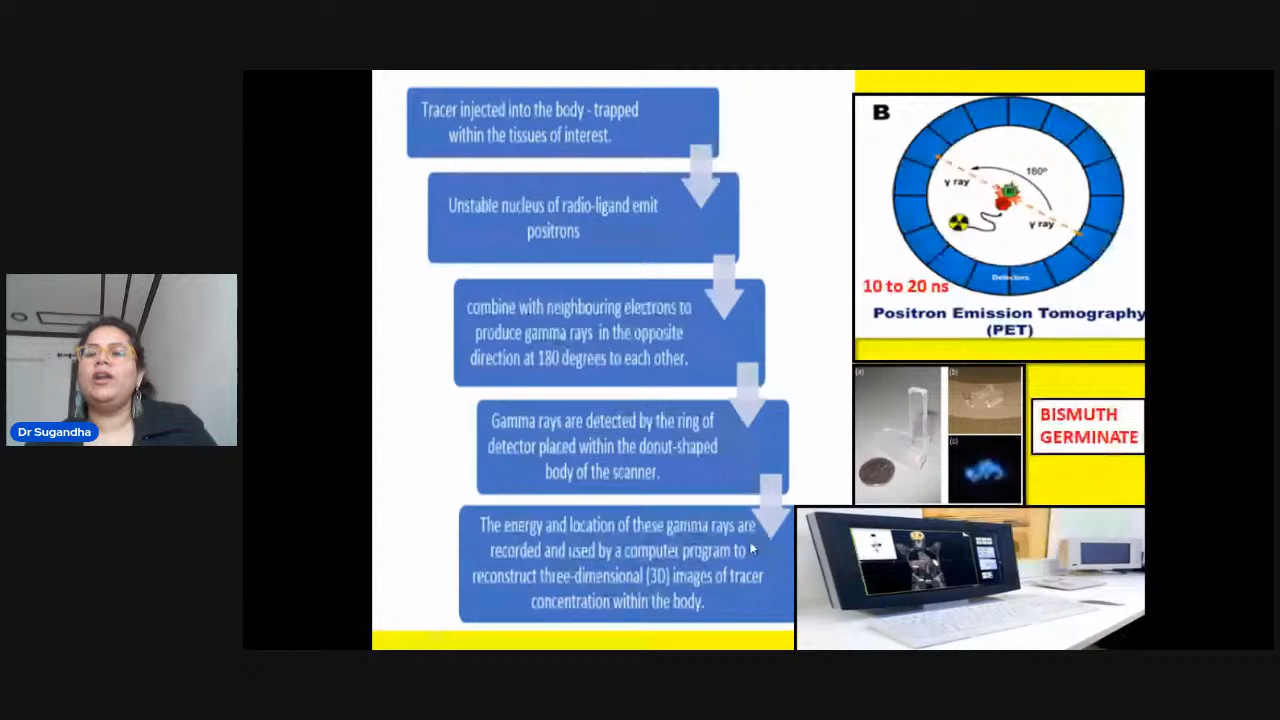 Tracer injected into the body - trapped
within the tissues of interest.
Unstable nucleus of radio-ligand emit
positrons
combine with neighbouring electrons to
produce gamma rays in the opposite
direction at 180 degrees to each other.
Gamma rays are detected by the ring of
detector placed within the donut-shaped
body of the scanner.
The energy and location of these gamma rays are
recorded and used by a computer program to
reconstruct three-dimensional (3D) images of tracer
concentration within the body.
B
180º
γ ray
γ ray
Detectors
10 to 20 ns
Positron Emission Tomography
(PET)
(a)
(b)
(c)
BISMUTH
GERMINATE
Dr Sugandha